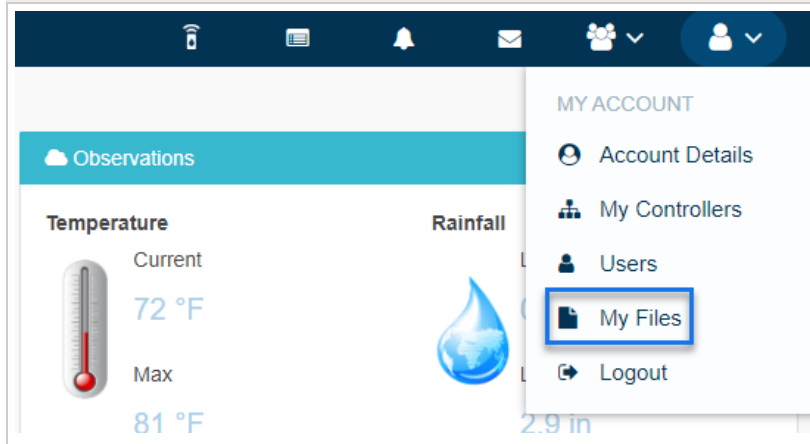 MY ACCOUNT
Account Details
My Controllers
Users
My Files
Logout
Observations
Temperature
Current
72 °F
Max
81 °F
Rainfall
2.9 in